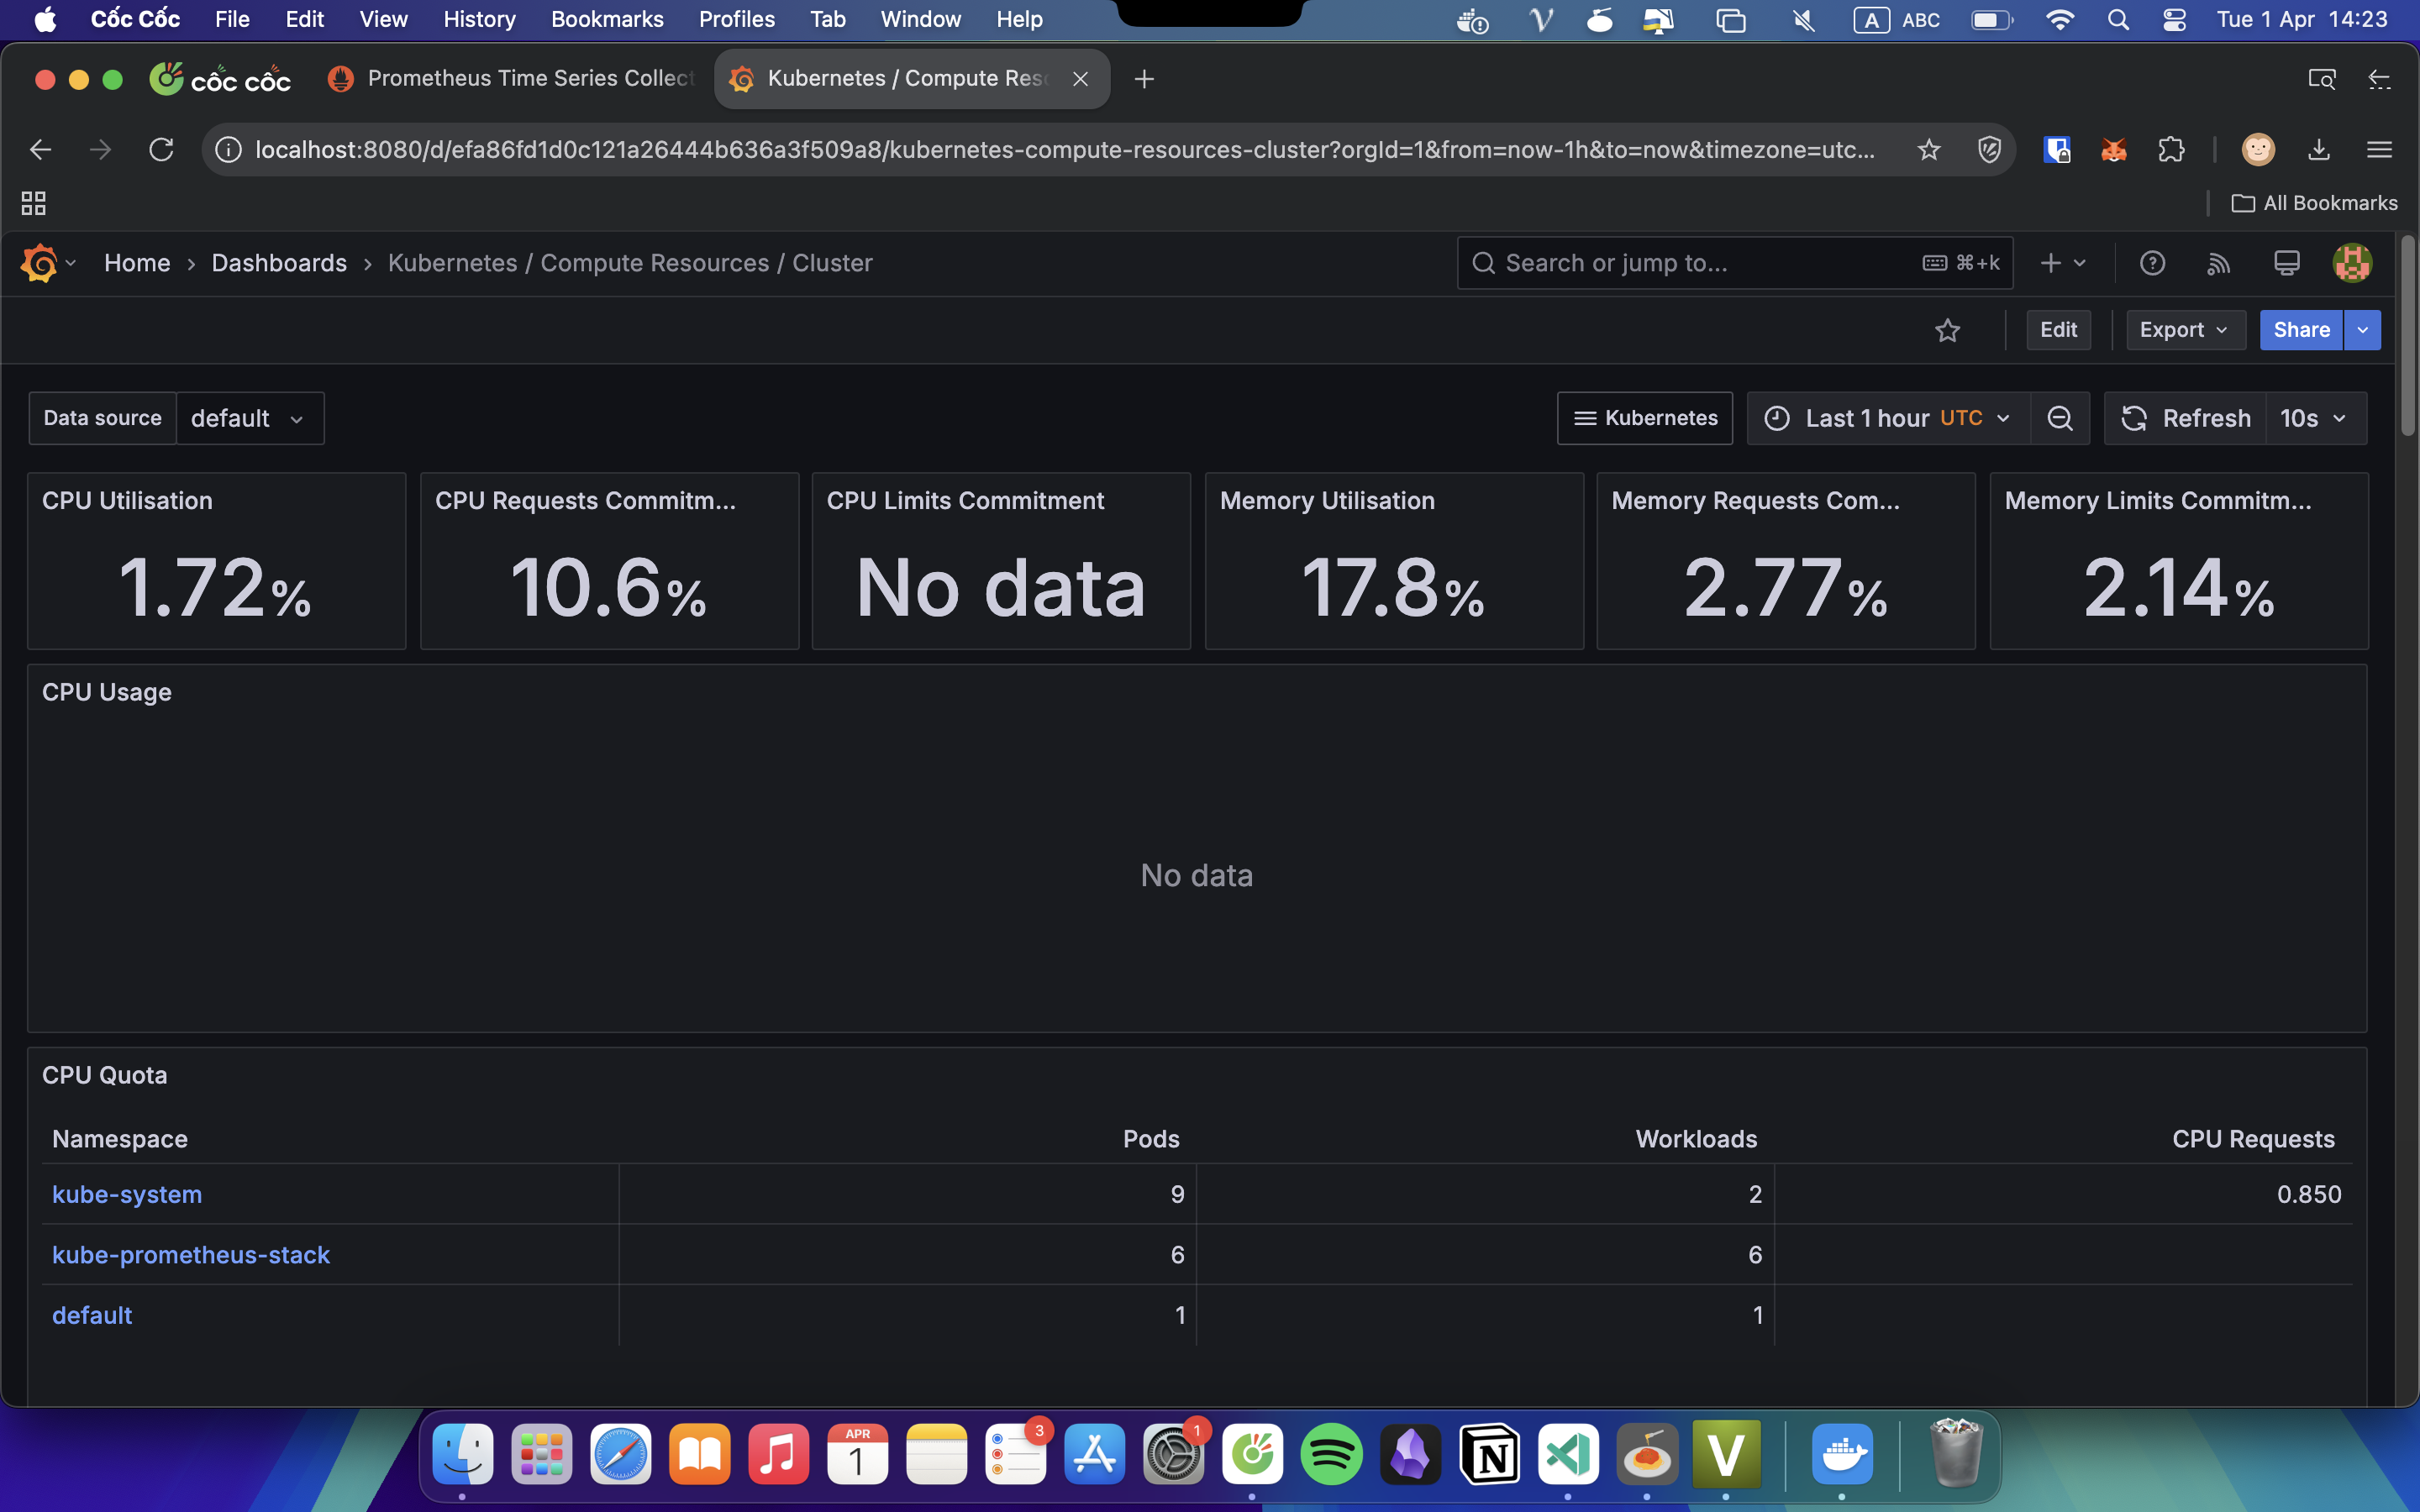 Cốc Cốc File Edit View History Bookmarks Profiles Tab Window Help A ABC Tue 1 Apr 14:23
cốc cốc Prometheus Time Series Collect Kubernetes / Compute Res
localhost:8080/d/efa86fd1d0c121a26444b636a3f509a8/kubernetes-compute-resources-cluster?orgId=1&from=now-1h&to=now&timezone=utc...
All Bookmarks
Home › Dashboards › Kubernetes / Compute Resources / Cluster Search or jump to... ⌘+k
Edit Export Share
Data source default Kubernetes Last 1 hour UTC Refresh 10s
CPU Utilisation CPU Requests Commitm... CPU Limits Commitment Memory Utilisation Memory Requests Com... Memory Limits Commitm...
1.72% 10.6% No data 17.8% 2.77% 2.14%
CPU Usage
No data
CPU Quota
Namespace Pods Workloads CPU Requests
kube-system 9 2 0.850
kube-prometheus-stack 6 6
default 1 1
APR
1
3
1
N
V